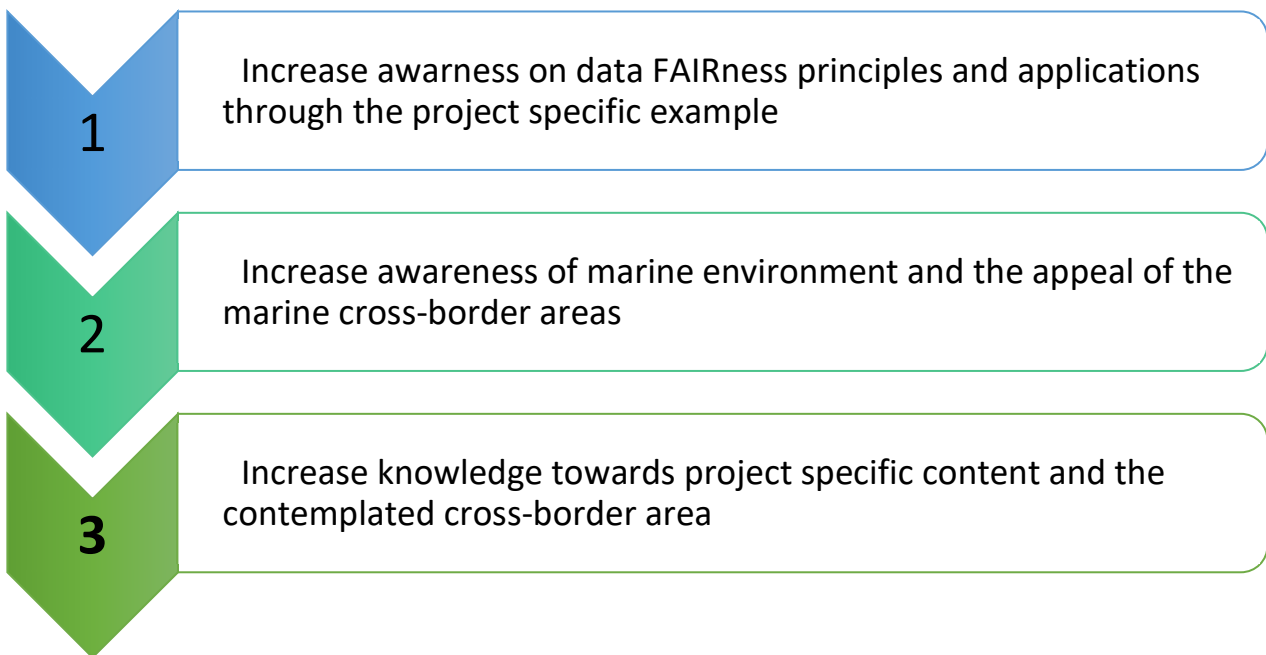 1
Increase awarness on data FAIRness principles and applications
through the project specific example
2
Increase awareness of marine environment and the appeal of the
marine cross-border areas
3
Increase knowledge towards project specific content and the
contemplated cross-border area